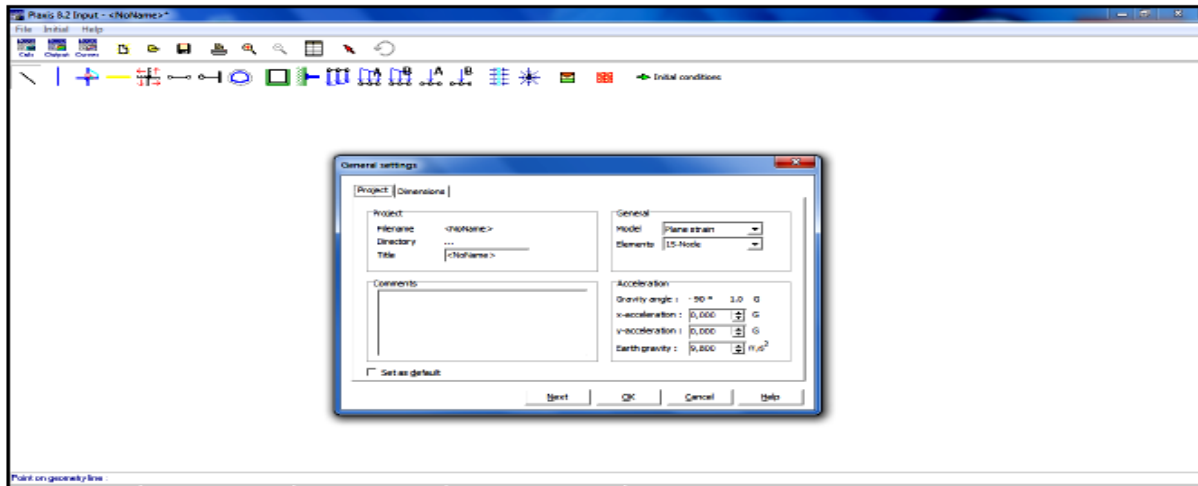 Plaxis 8.2 Input - <NoName>*
File Initial Help
Calc Output Curves
A B A B Initial conditions
General settings
Project Dimensions
Project
Filename <NoName>
Directory ...
Title <NoName>
General
Model Plane strain
Elements 15-Node
Comments
Acceleration
Gravity angle : -90 ° 1.0 G
x-acceleration : 0,000 G
y-acceleration : 0,000 G
Earth gravity : 9,800 m/s²
Set as default
Next OK Cancel Help
Point on geometry line :